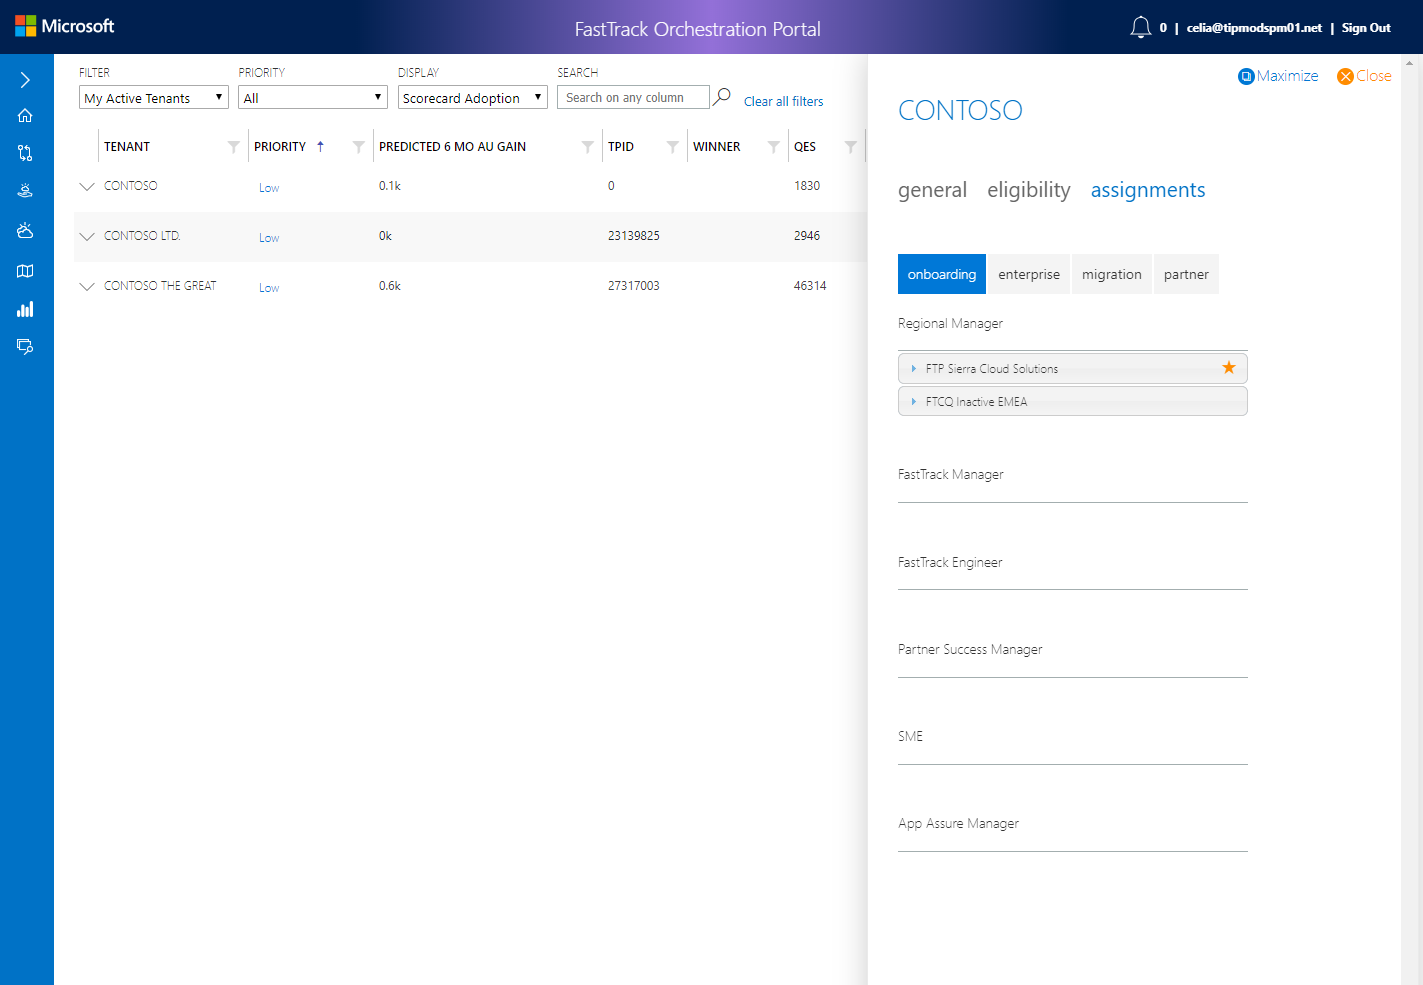 Microsoft
FastTrack Orchestration Portal
0 | celia@tipmodspm01.net | Sign Out
FILTER PRIORITY DISPLAY SEARCH
My Active Tenants All Scorecard Adoption Search on any column Clear all filters
TENANT PRIORITY PREDICTED 6 MO AU GAIN TPID WINNER QES
CONTOSO Low 0.1k 0 1830
CONTOSO LTD. Low 0k 23139825 2946
CONTOSO THE GREAT Low 0.6k 27317003 46314
Maximize Close
CONTOSO
general eligibility assignments
onboarding enterprise migration partner
Regional Manager
FTP Sierra Cloud Solutions
FTCQ Inactive EMEA
FastTrack Manager
FastTrack Engineer
Partner Success Manager
SME
App Assure Manager